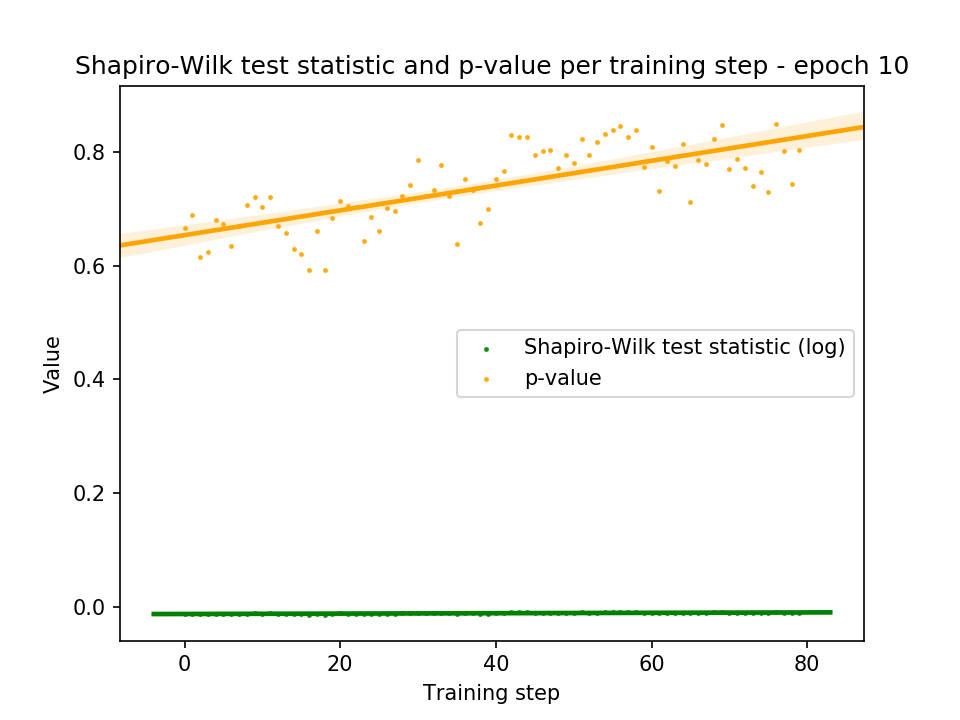 Shapiro-Wilk test statistic and p-value per training step - epoch 10
0.8
0.6
0.4
0.2
0.0
Value
Shapiro-Wilk test statistic (log)
p-value
0 20 40 60 80
Training step